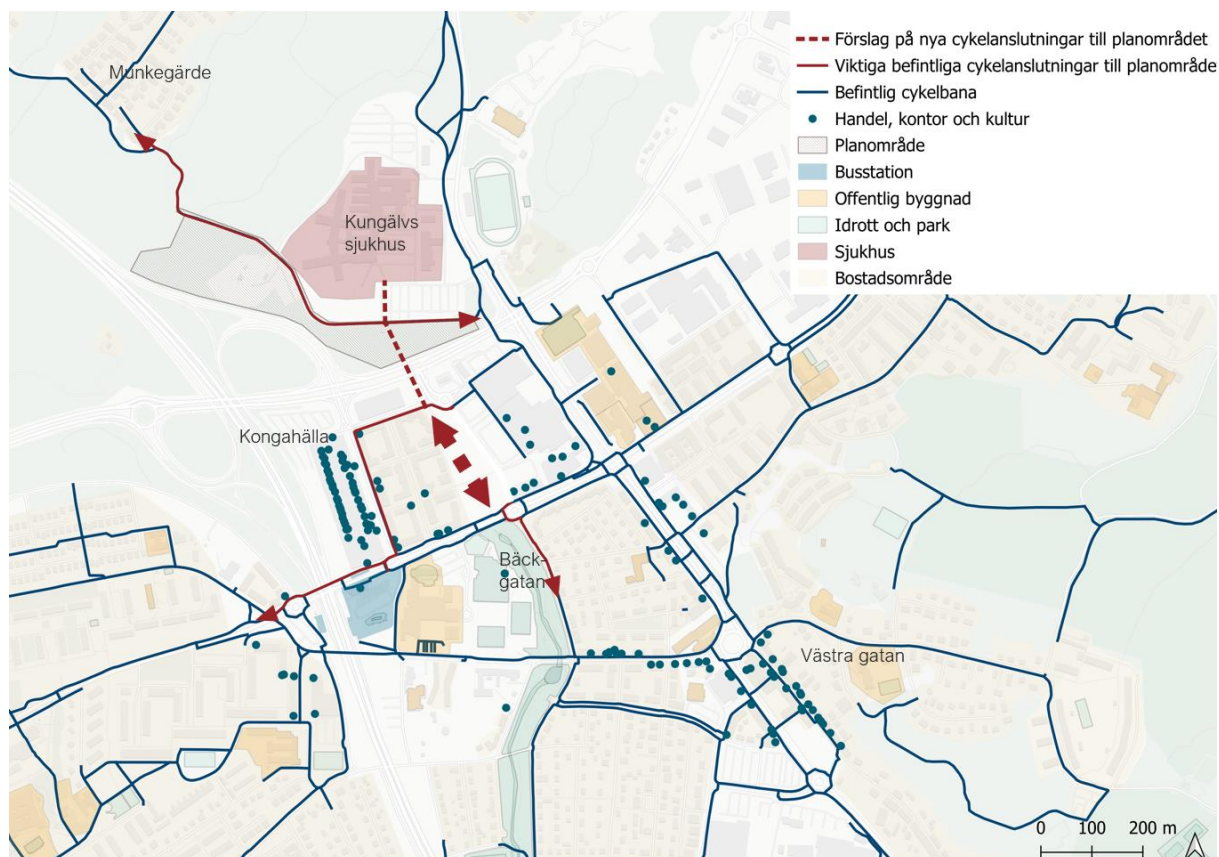 Förslag på nya cykelanslutningar till planområdet
Viktiga befintliga cykelanslutningar till planområde
Befintlig cykelbana
Handel, kontor och kultur
Planområde
Busstation
Offentlig byggnad
Idrott och park
Sjukhus
Bostadsområde
Munkegärde
Kungälvs
sjukhus
Kongahälla
Bäck-
gatan
Västra gatan
0 100 200 m